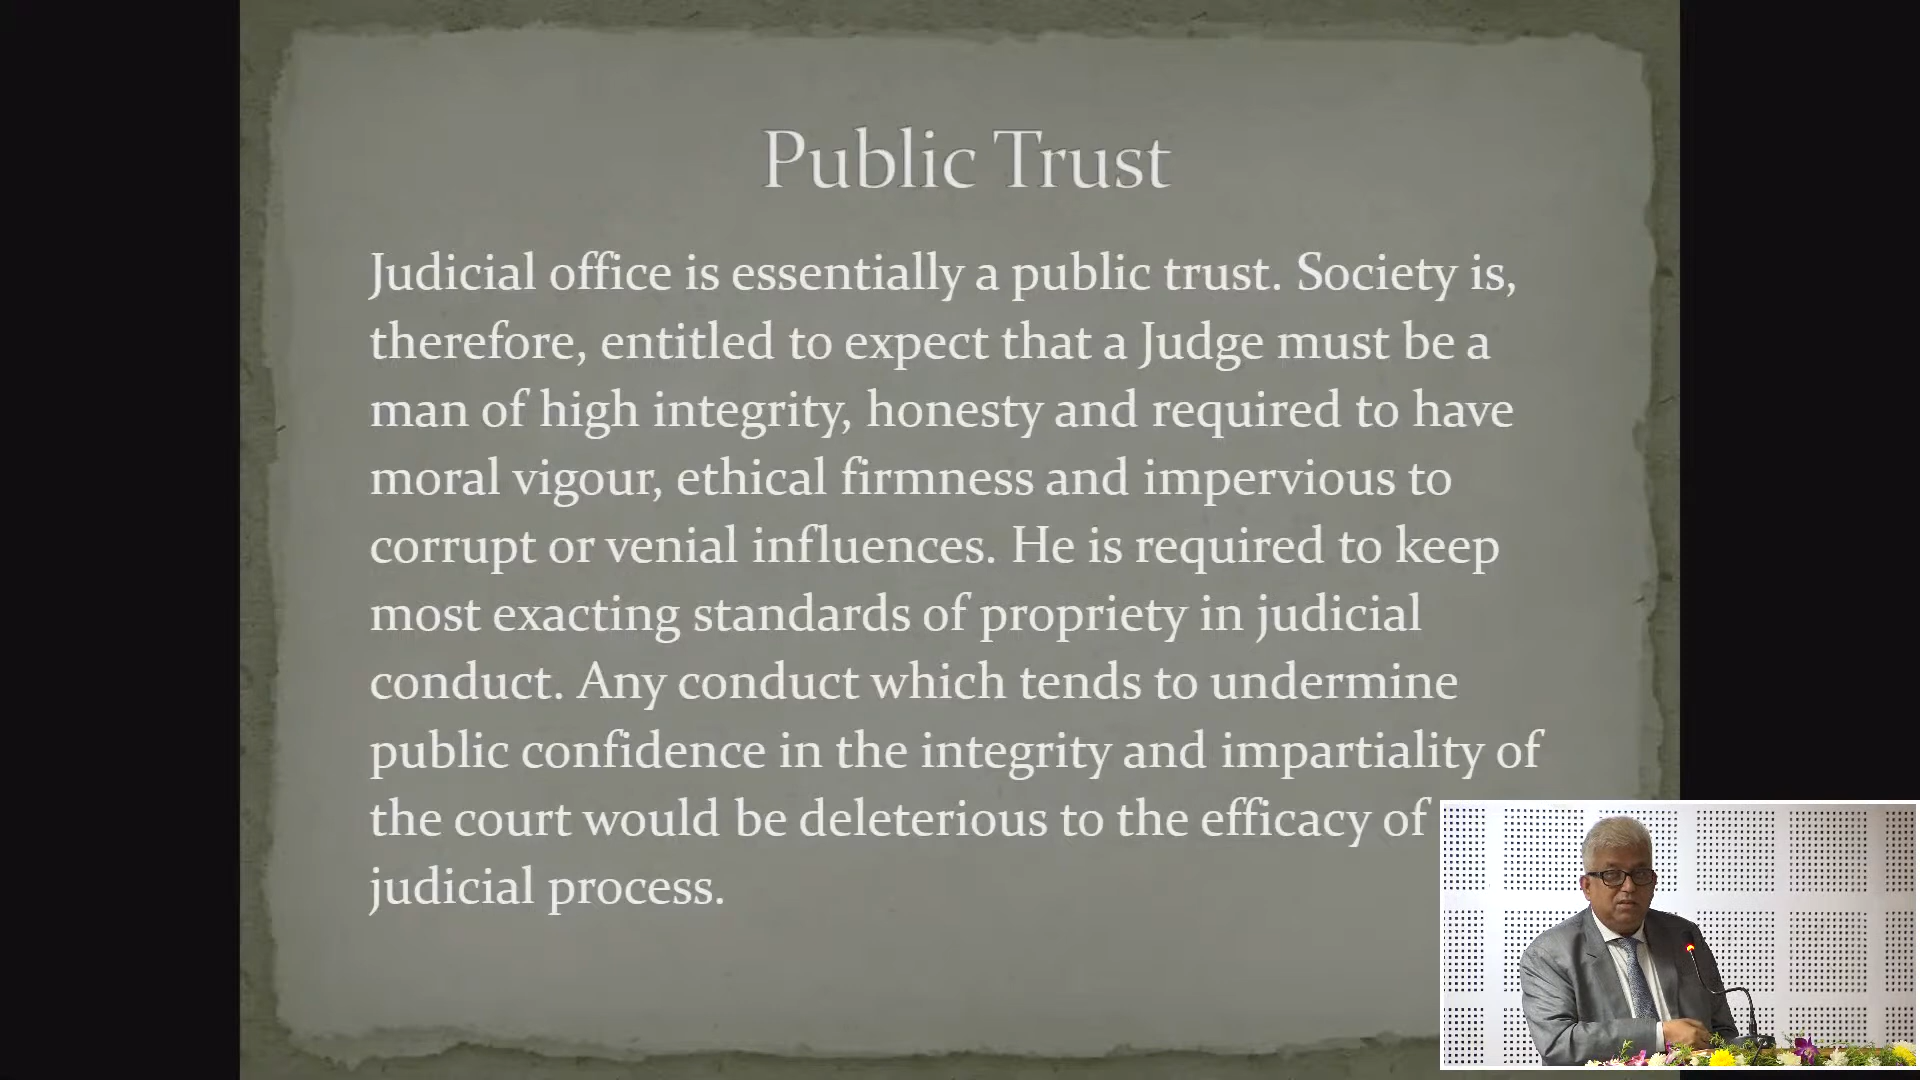 Public Trust
Judicial office is essentially a public trust. Society is,
therefore, entitled to expect that a Judge must be a
man of high integrity, honesty and required to have
moral vigour, ethical firmness and impervious to
corrupt or venial influences. He is required to keep
most exacting standards of propriety in judicial
conduct. Any conduct which tends to undermine
public confidence in the integrity and impartiality of
the court would be deleterious to the efficacy of
judicial process.